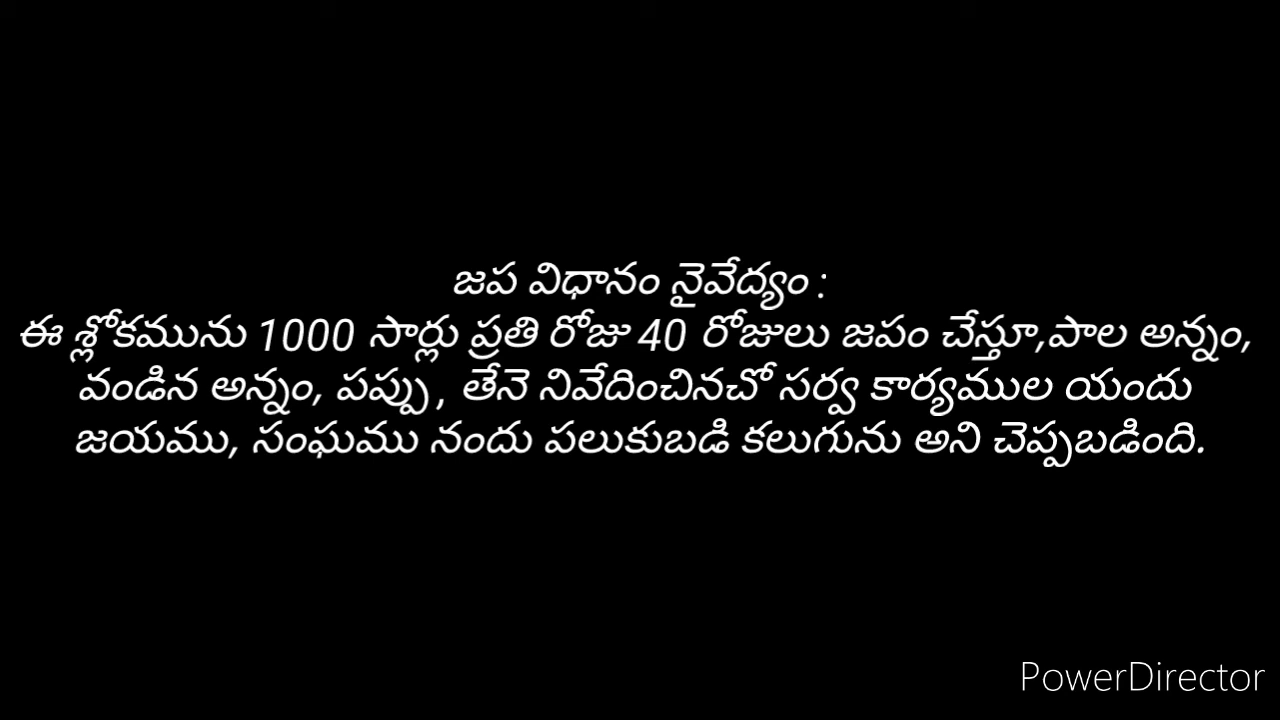 జప విధానం నైవేద్యం :
ఈ శ్లోకమును 1000 సార్లు ప్రతి రోజు 40 రోజులు జపం చేస్తూ,పాల అన్నం,
వండిన అన్నం, పప్పు , తేనె నివేదించినచో సర్వ కార్యముల యందు
జయము, సంఘము నందు పలుకుబడి కలుగును అని చెప్పబడింది.
PowerDirector